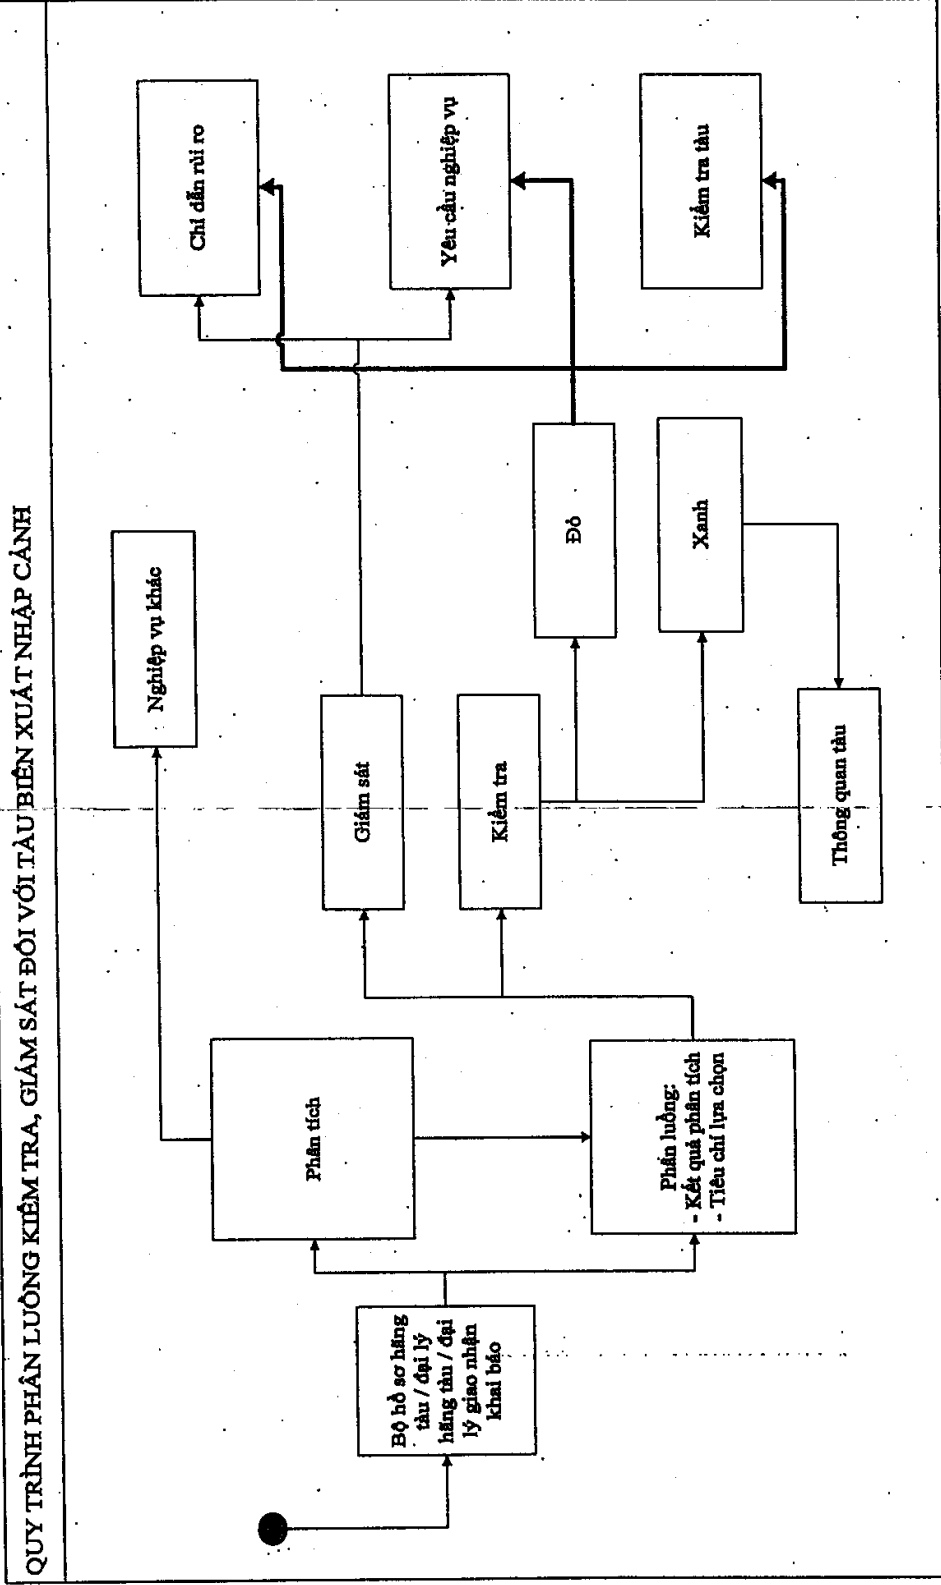 QUY TRÌNH PHÂN LUỒNG KIỂM TRA, GIÁM SÁT ĐỐI VỚI TÀU BIỂN XUẤT NHẬP CẢNH
Bộ hồ sơ hãng
tàu / đại lý
hãng tàu / đại
lý giao nhận
khai báo
Phân tích
Phân luồng:
- Kết quả phân tích
- Tiêu chí lựa chọn
Nghiệp vụ khác
Giám sát
Kiểm tra
Thông quan tàu
Đỏ
Xanh
Chỉ dẫn rủi ro
Yêu cầu nghiệp vụ
Kiểm tra tàu